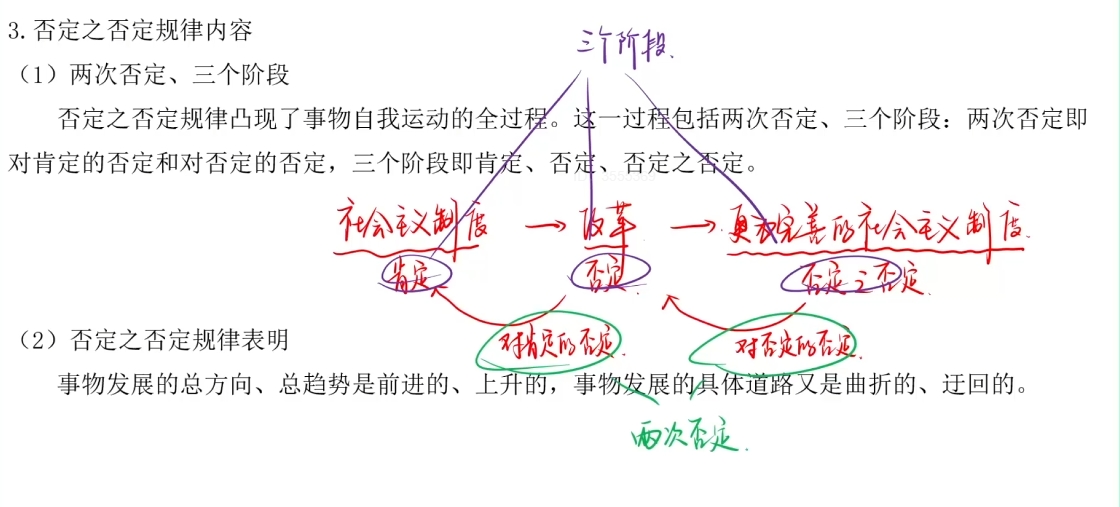 3.否定之否定规律内容
三个阶段.
（1）两次否定、三个阶段
否定之否定规律凸现了事物自我运动的全过程。这一过程包括两次否定、三个阶段：两次否定即
对肯定的否定和对否定的否定，三个阶段即肯定、否定、否定之否定。
社会主义制度 → 改革 → 更加完善的社会主义制度.
肯定 否定. 否定之否定.
对肯定的否定. 对否定的否定.
（2）否定之否定规律表明
事物发展的总方向、总趋势是前进的、上升的，事物发展的具体道路又是曲折的、迂回的。
两次否定.